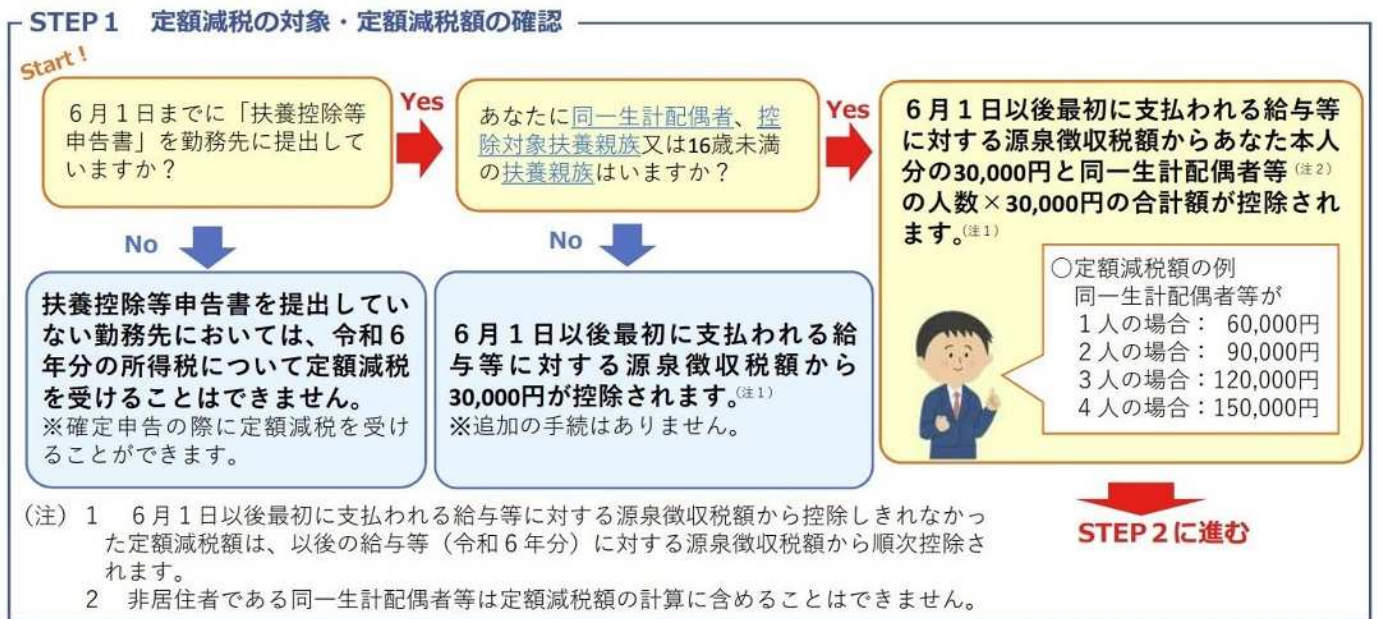 STEP1 定額減税の対象・定額減税額の確認
Start!
6月1日までに「扶養控除等
申告書」を勤務先に提出して
いますか？
Yes
あなたに同一生計配偶者、控
除対象扶養親族又は16歳未満
の扶養親族はいますか？
Yes
6月1日以後最初に支払われる給与等
に対する源泉徴収税額からあなた本人
分の30,000円と同一生計配偶者等（注2）
の人数×30,000円の合計額が控除され
ます。（注1）
○定額減税額の例
同一生計配偶者等が
1人の場合： 60,000円
2人の場合： 90,000円
3人の場合：120,000円
4人の場合：150,000円
No
扶養控除等申告書を提出してい
ない勤務先においては、令和6
年分の所得税について定額減税
を受けることはできません。
※確定申告の際に定額減税を受け
ることができます。
No
6月1日以後最初に支払われる給
与等に対する源泉徴収税額から
30,000円が控除されます。（注1）
※追加の手続はありません。
STEP2に進む
（注）1 6月1日以後最初に支払われる給与等に対する源泉徴収税額から控除しきれなかっ
た定額減税額は、以後の給与等（令和6年分）に対する源泉徴収税額から順次控除さ
れます。
2 非居住者である同一生計配偶者等は定額減税額の計算に含めることはできません。